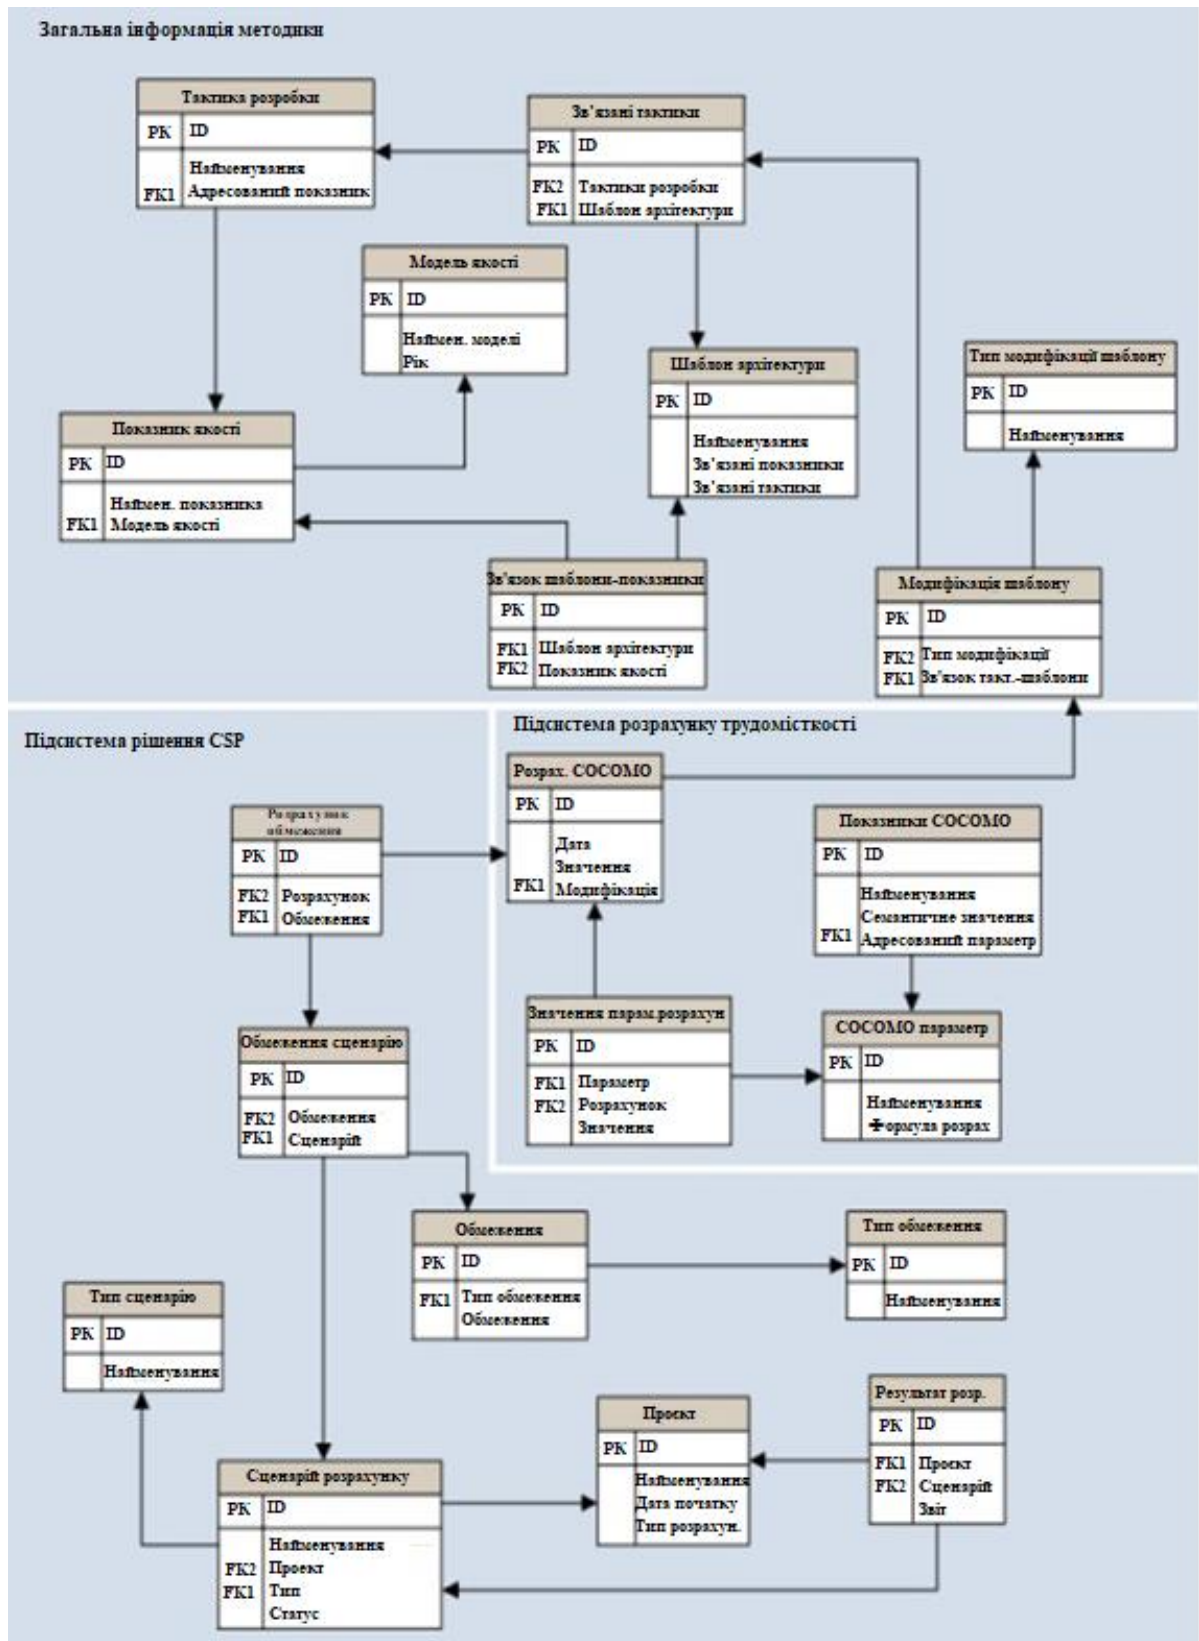 Загальна інформація методики
Тактика розробки
PK ID
Найменування
FK1 Адресований показник
Зв'язані тактики
PK ID
FK2 Тактики розробки
FK1 Шаблон архітектури
Модель якості
PK ID
Наймен. моделі
Рік
Шаблон архітектури
PK ID
Найменування
Зв'язані показники
Зв'язані тактики
Тип модифікації шаблону
PK ID
Найменування
Показник якості
PK ID
Наймен. показника
FK1 Модель якості
Зв'язок шаблони-показники
PK ID
FK1 Шаблон архітектури
FK2 Показник якості
Модифікація шаблону
PK ID
FK2 Тип модифікації
FK1 Зв'язок такт.-шаблони
Підсистема рішення CSP
Підсистема розрахунку трудомісткості
Розрахунок
обмеження
PK ID
FK2 Розрахунок
FK1 Обмеження
Розрах. COCOMO
PK ID
Дата
Значення
FK1 Модифікація
Показники COCOMO
PK ID
Найменування
Семантичне значення
FK1 Адресований параметр
Значення парам.розрахун
PK ID
FK1 Параметр
FK2 Розрахунок
Значення
COCOMO параметр
PK ID
Найменування
Формула розрах
Обмеження сценарію
PK ID
FK2 Обмеження
FK1 Сценарій
Обмеження
PK ID
FK1 Тип обмеження
Обмеження
Тип обмеження
PK ID
Найменування
Тип сценарію
PK ID
Найменування
Проєкт
PK ID
Найменування
Дата початку
Тип розрахун.
Результат розр.
PK ID
FK1 Проєкт
FK2 Сценарій
Звіт
Сценарій розрахунку
PK ID
Найменування
FK2 Проект
FK1 Тип
Статус